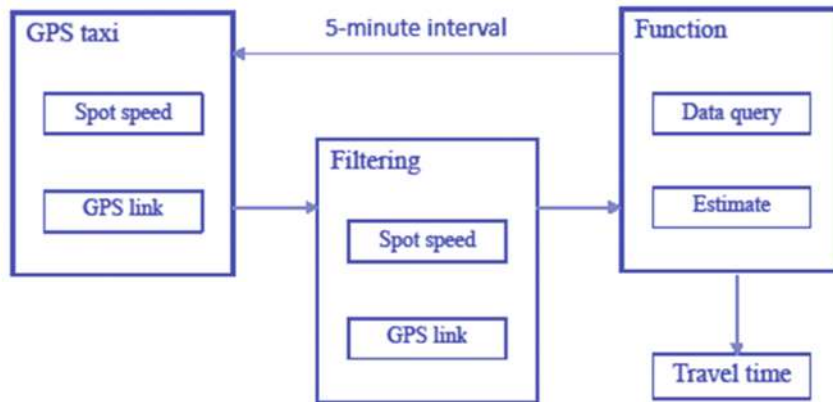 GPS taxi
Spot speed
GPS link
5-minute interval
Filtering
Spot speed
GPS link
Function
Data query
Estimate
Travel time